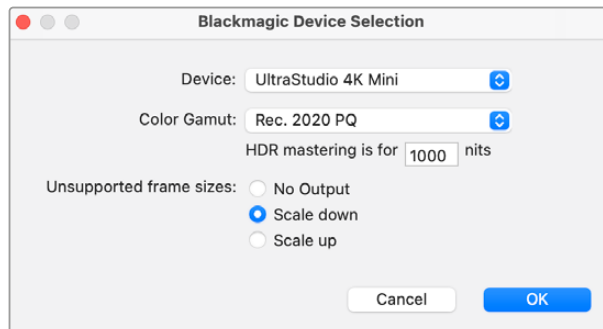 Blackmagic Device Selection
Device: UltraStudio 4K Mini
Color Gamut: Rec. 2020 PQ
HDR mastering is for 1000 nits
Unsupported frame sizes: No Output
Scale down
Scale up
Cancel OK